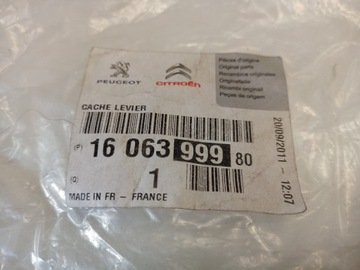 PEUGEOT
CITROËN
Pièces d'origine
Original parts
Recambios originales
Originalteile
Ricambi originali
Peças de origem
CACHE LEVIER
(P) 16 063 999 80
(Q) 1
MADE IN FR - FRANCE
20/09/2011 - 12:07